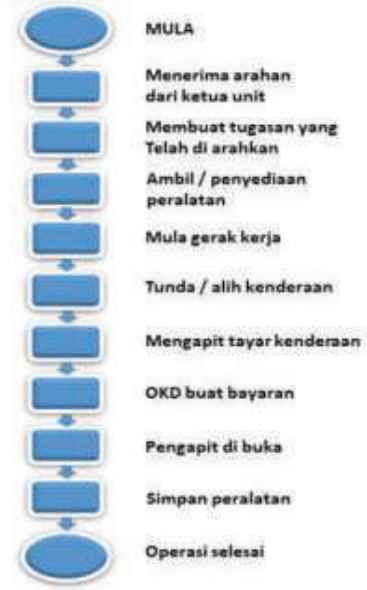 MULA
Menerima arahan
dari ketua unit
Membuat tugasan yang
Telah di arahkan
Ambil / penyediaan
peralatan
Mula gerak kerja
Tunda / alih kenderaan
Mengapit tayar kenderaan
OKD buat bayaran
Pengapit di buka
Simpan peralatan
Operasi selesai